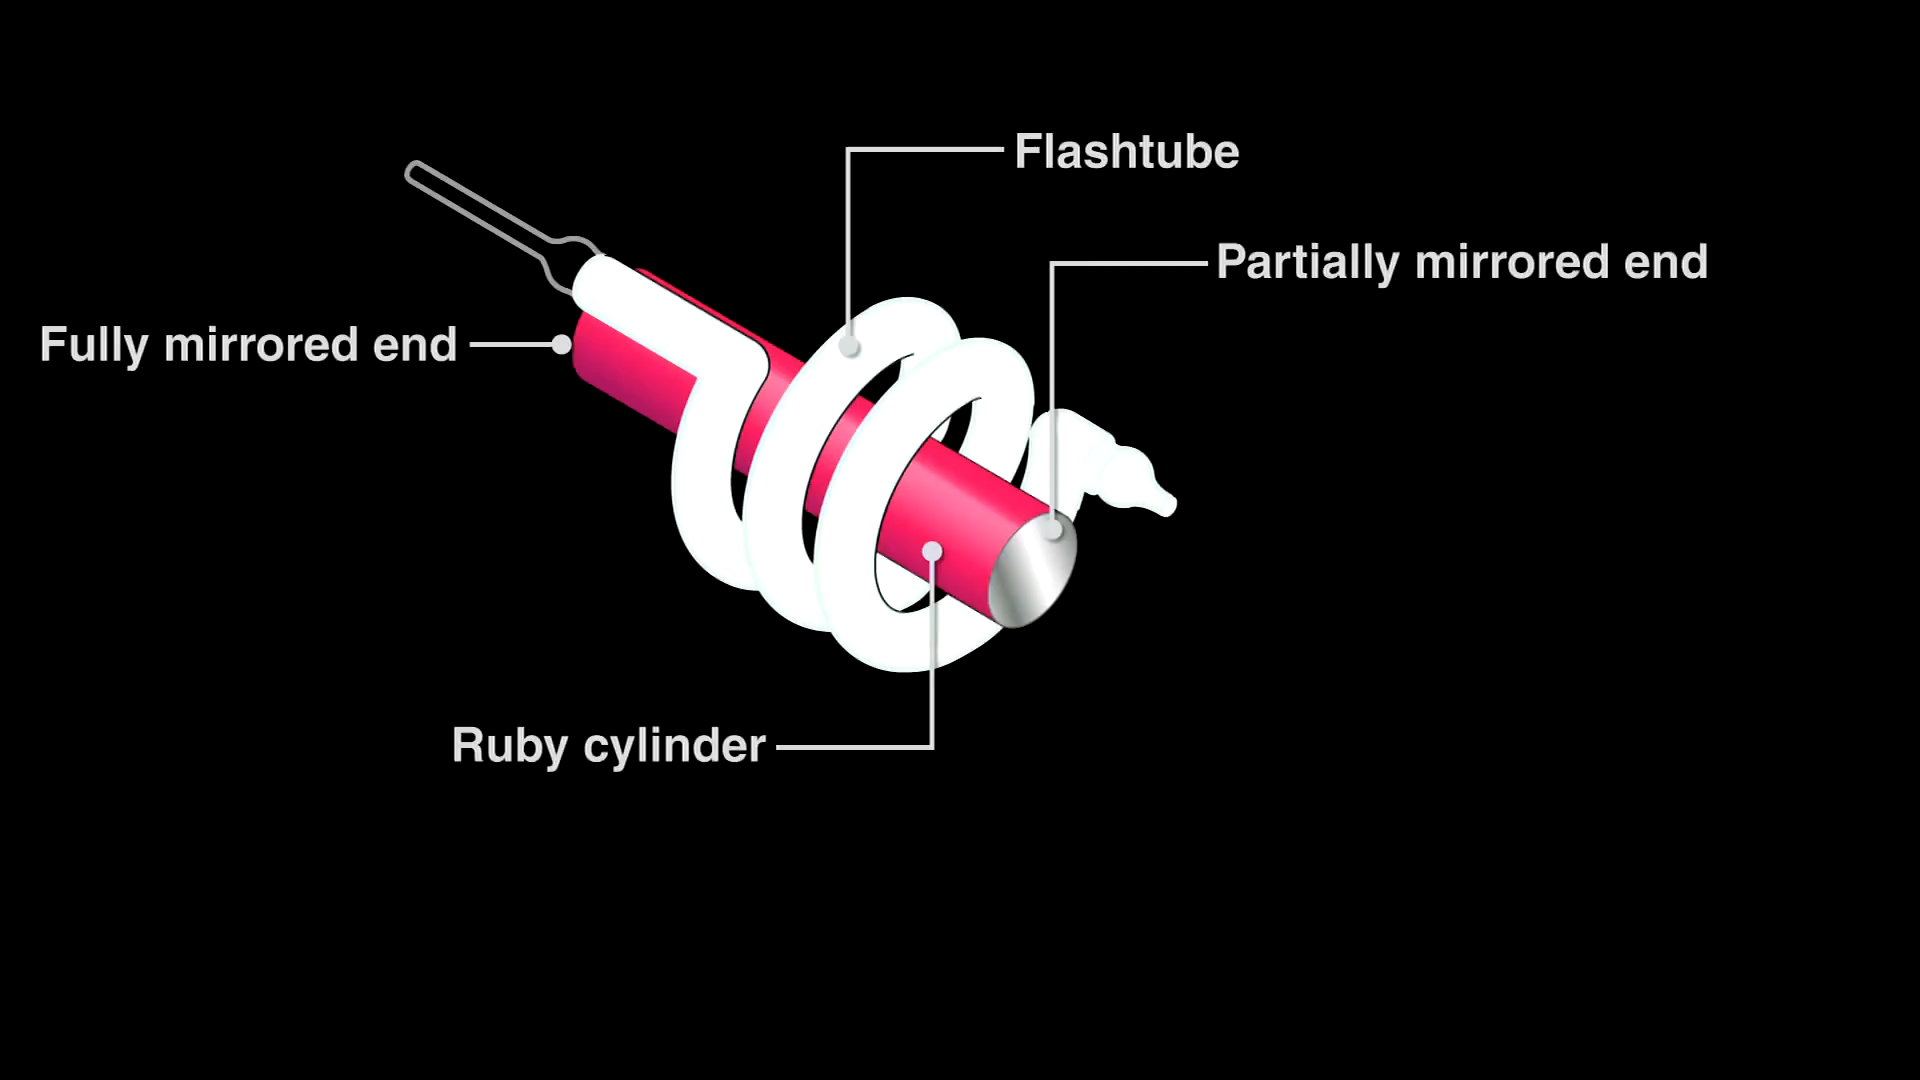 Flashtube
Partially mirrored end
Fully mirrored end
Ruby cylinder